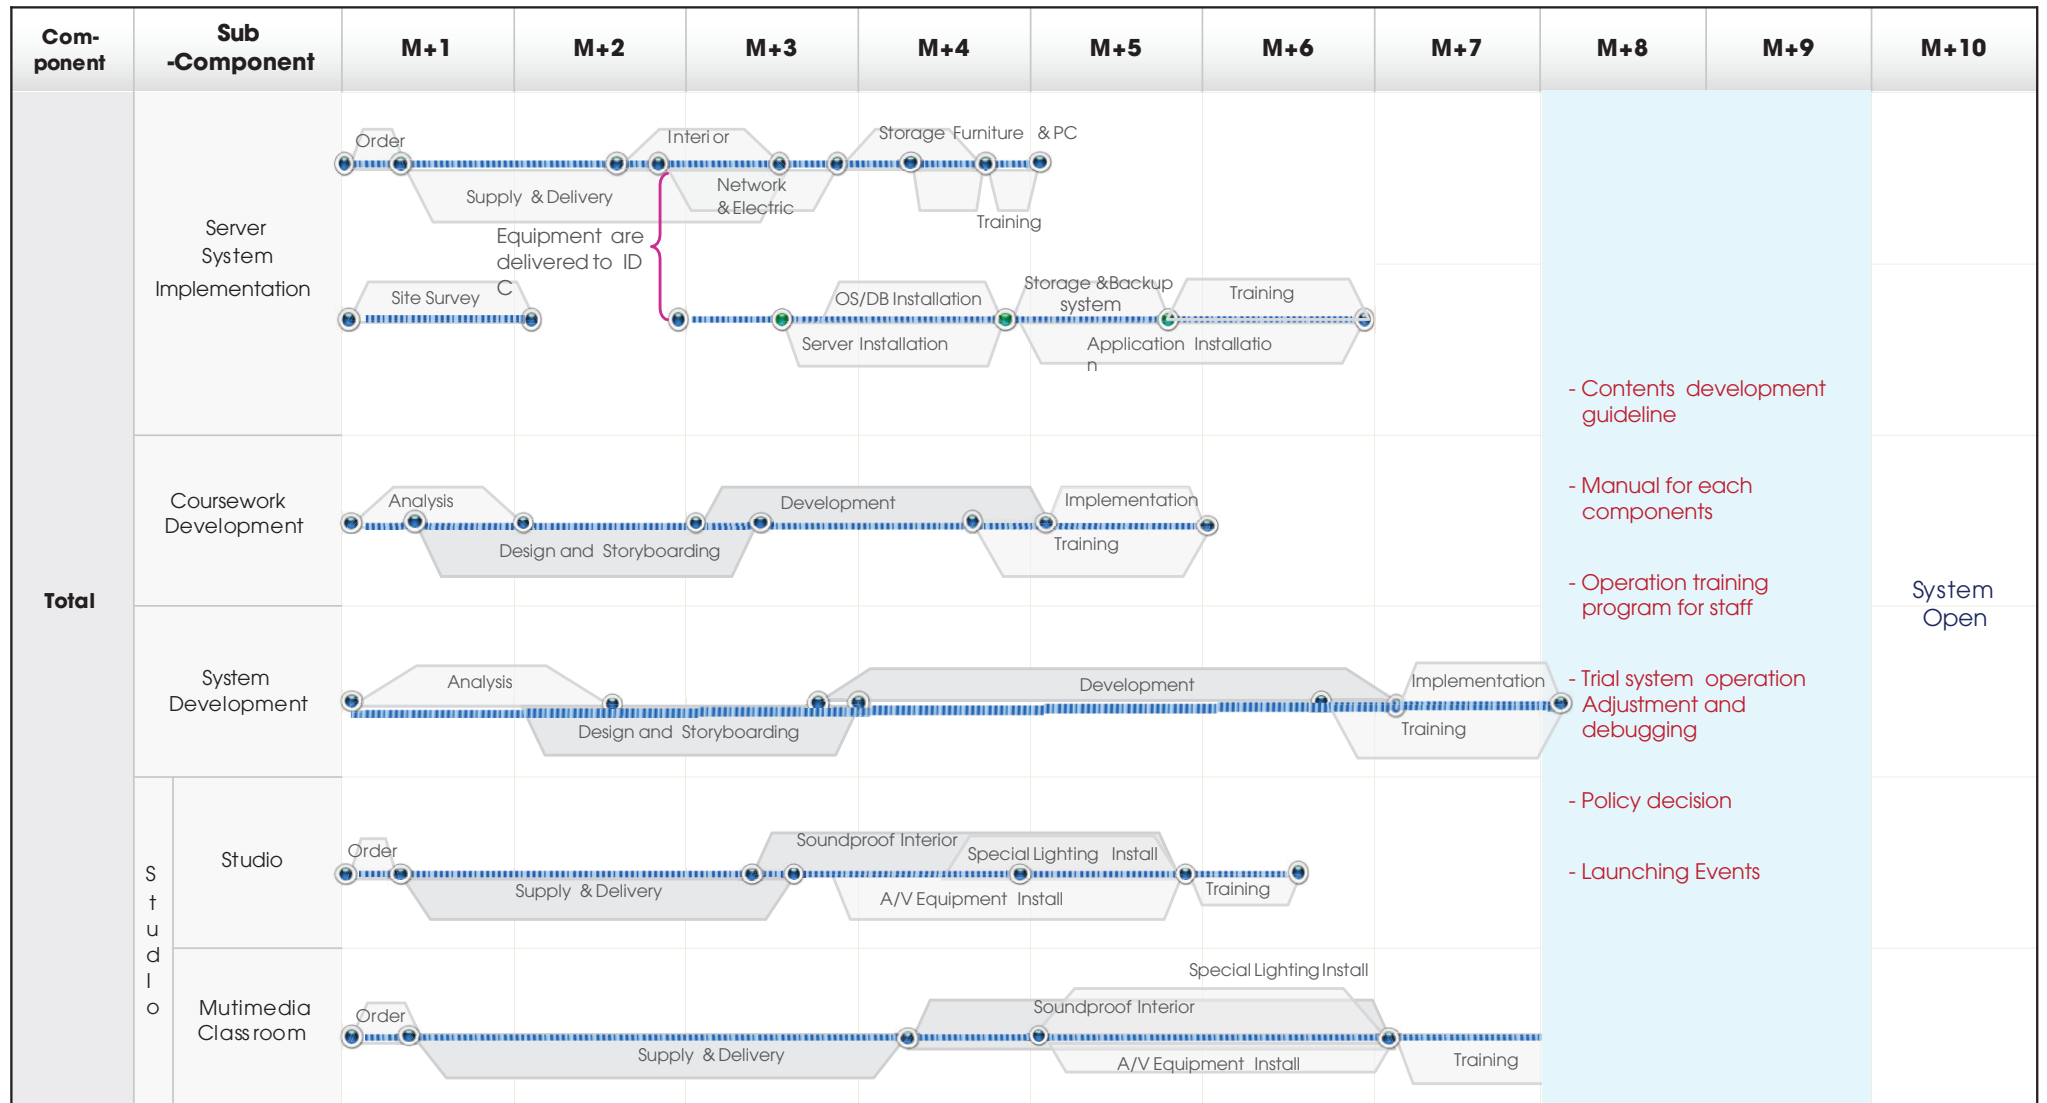 Com-
ponent
Sub
-Component
M+1
M+2
M+3
M+4
M+5
M+6
M+7
M+8
M+9
M+10
Total
Server
System
Implementation
Order
Interior
Storage Furniture & PC
Supply & Delivery
Network
& Electric
Training
Equipment are
delivered to ID
C
Site Survey
OS/DB Installation
Storage & Backup
system
Training
Server Installation
Application Installatio
n
Coursework
Development
Analysis
Development
Implementation
Design and Storyboarding
Training
System
Development
Analysis
Development
Implementation
Design and Storyboarding
Training
S
t
u
d
I
o
Studio
Order
Soundproof Interior
Special Lighting Install
Supply & Delivery
A/V Equipment Install
Training
Mutimedia
Classroom
Order
Special Lighting Install
Soundproof Interior
Supply & Delivery
A/V Equipment Install
Training
- Contents development
guideline
- Manual for each
components
- Operation training
program for staff
- Trial system operation
Adjustment and
debugging
- Policy decision
- Launching Events
System
Open